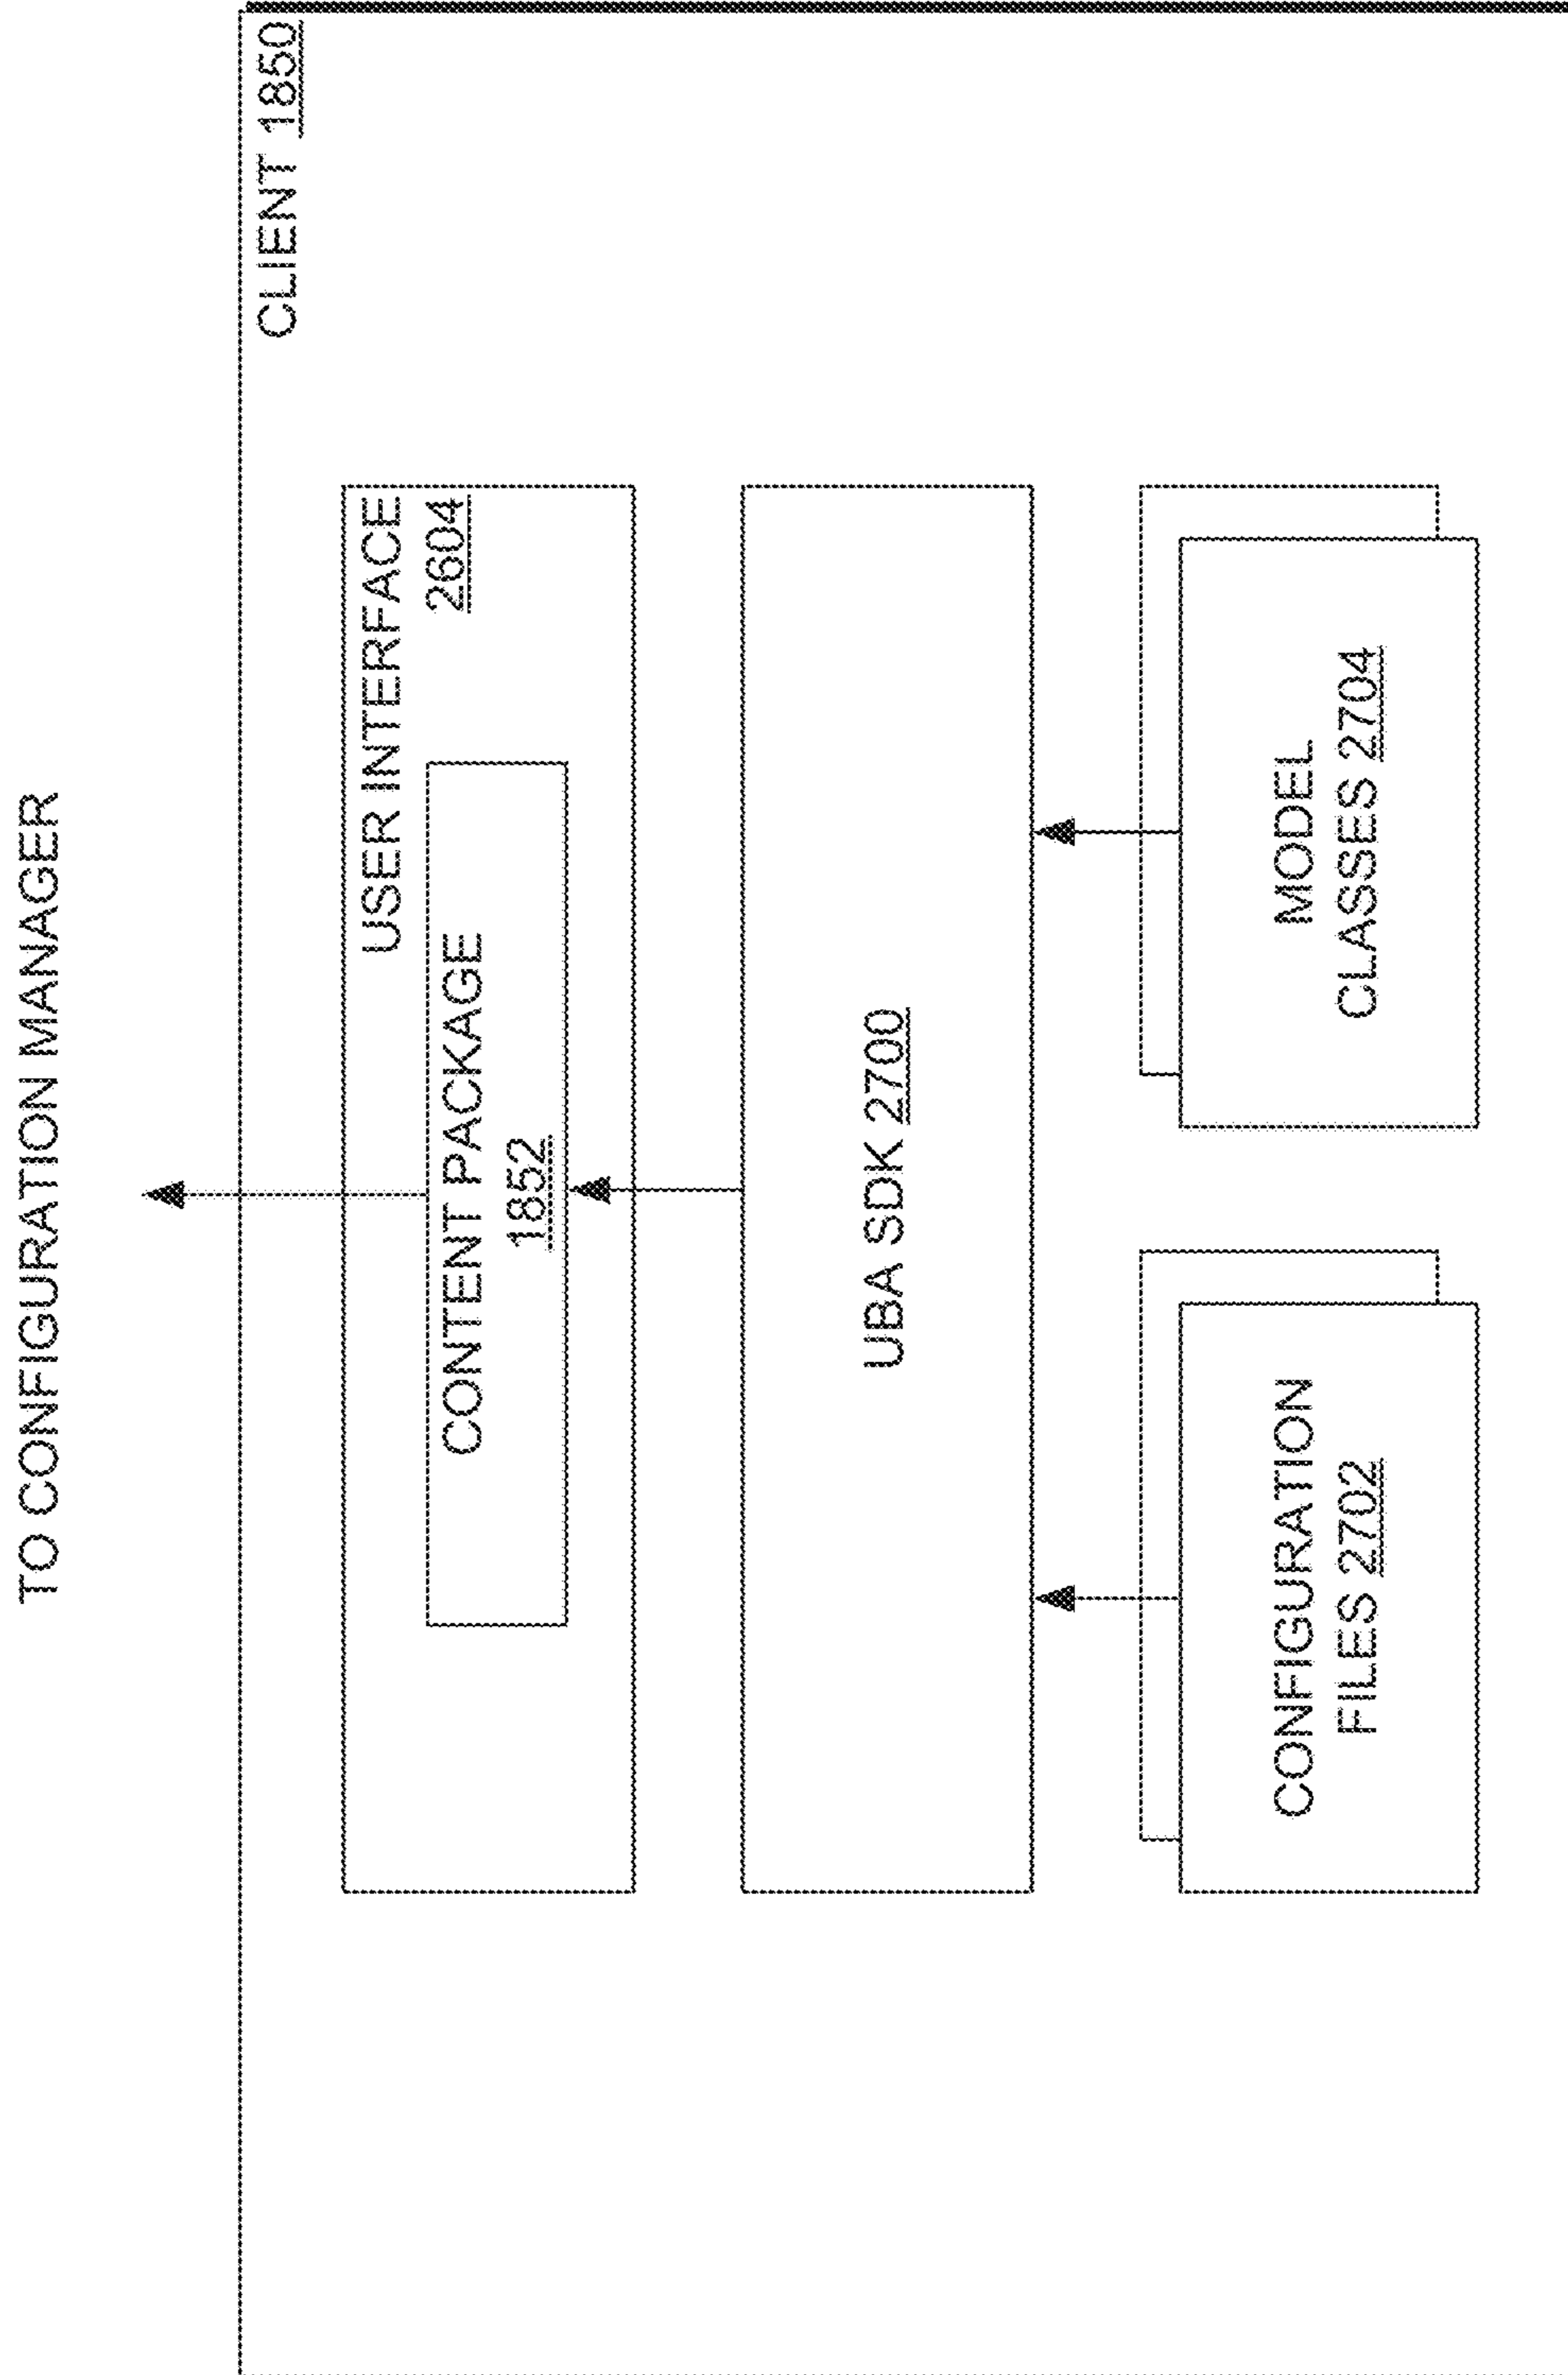 TO CONFIGURATION MANAGER
CLIENT 1850
USER INTERFACE
2604
CONTENT PACKAGE
1852
UBA SDK 2700
CONFIGURATION
FILES 2702
MODEL
CLASSES 2704